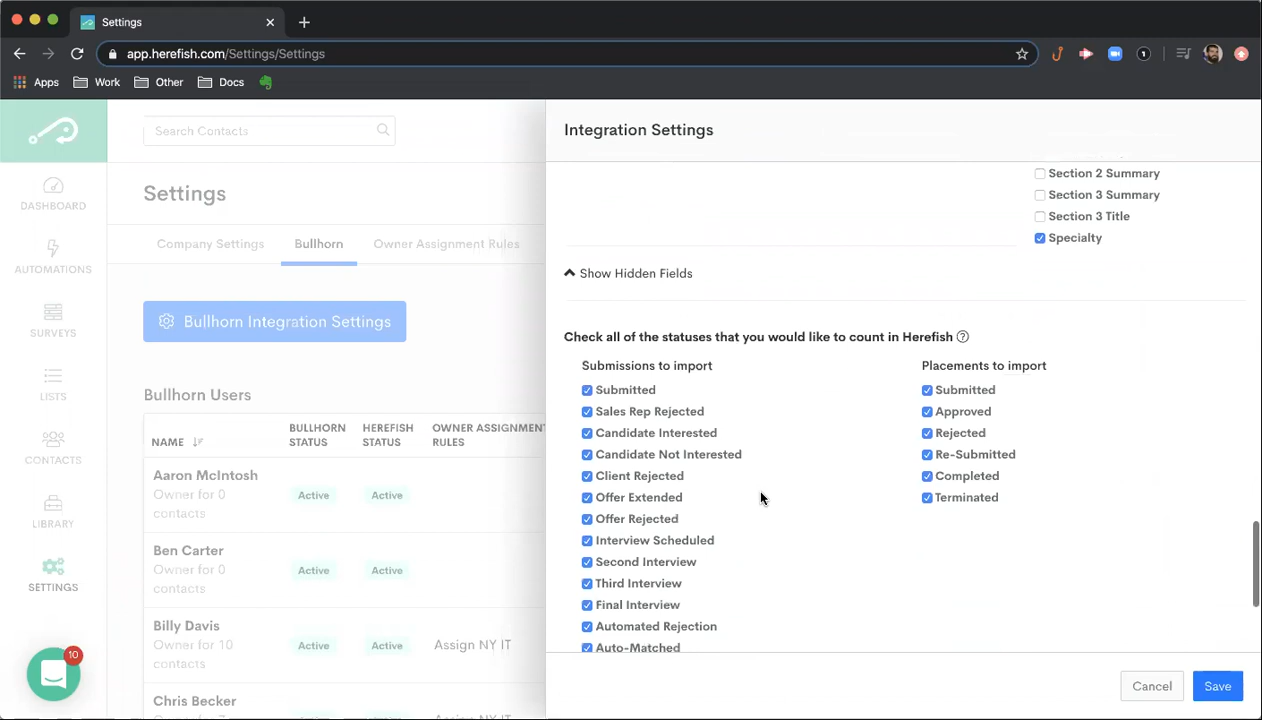 Settings
app.herefish.com/Settings/Settings
Apps
Work
Other
Docs
Search Contacts
DASHBOARD
AUTOMATIONS
SURVEYS
LISTS
CONTACTS
LIBRARY
SETTINGS
10
Settings
Company Settings
Bullhorn
Owner Assignment Rules
Bullhorn Integration Settings
Bullhorn Users
NAME
BULLHORN
STATUS
HEREFISH
STATUS
OWNER ASSIGNMENT
RULES
Aaron McIntosh
Owner for 0
contacts
Active
Active
Ben Carter
Owner for 0
contacts
Active
Active
Billy Davis
Owner for 10
contacts
Active
Active
Assign NY IT
Chris Becker
Integration Settings
Section 2 Summary
Section 3 Summary
Section 3 Title
Specialty
Show Hidden Fields
Check all of the statuses that you would like to count in Herefish
Submissions to import
Submitted
Sales Rep Rejected
Candidate Interested
Candidate Not Interested
Client Rejected
Offer Extended
Offer Rejected
Interview Scheduled
Second Interview
Third Interview
Final Interview
Automated Rejection
Auto-Matched
Placements to import
Submitted
Approved
Rejected
Re-Submitted
Completed
Terminated
Cancel
Save